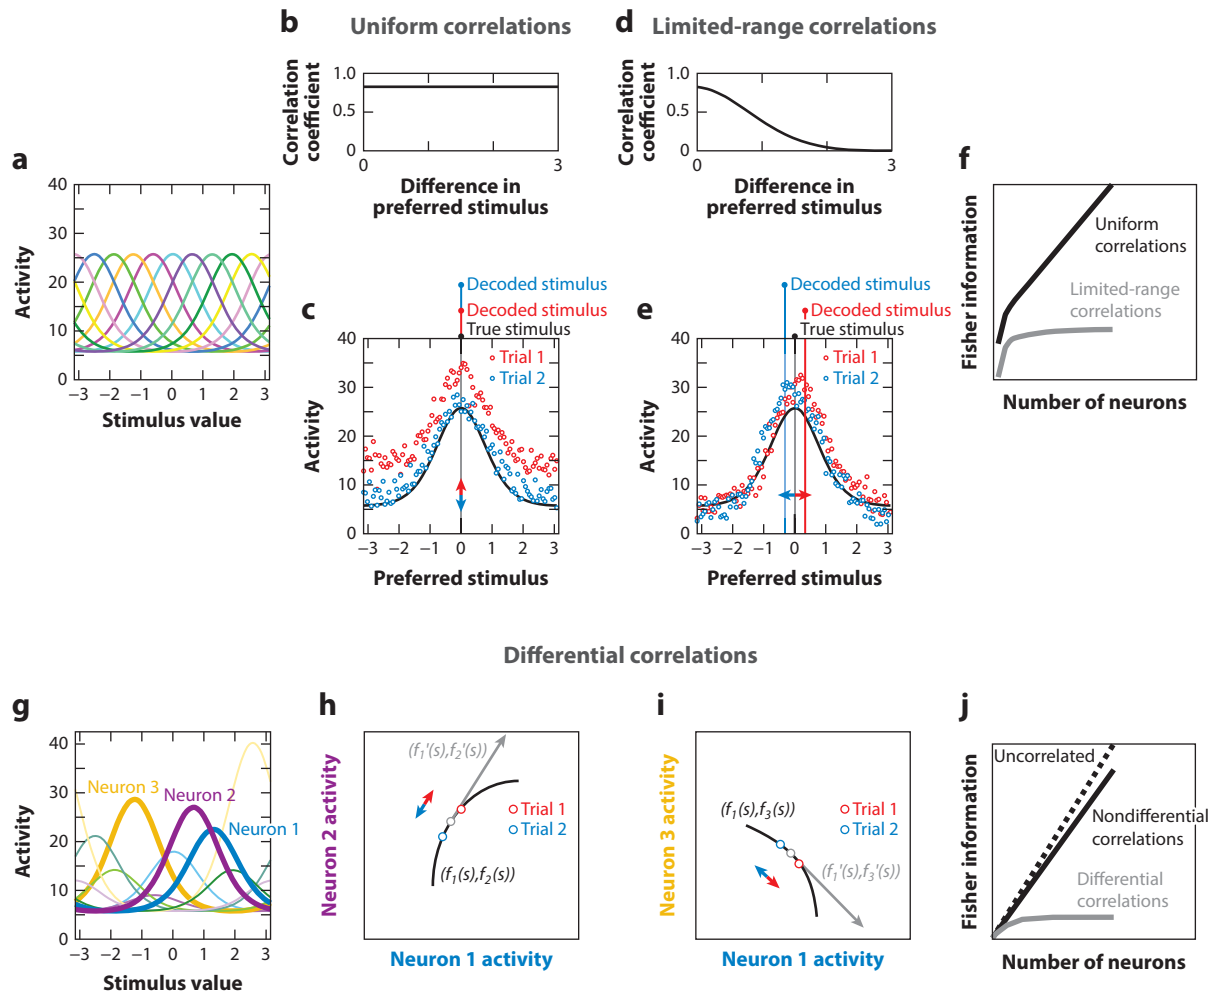 b Uniform correlations
Correlation
coefficient
1.0
0.5
0
0 3
Difference in
preferred stimulus
d Limited-range correlations
Correlation
coefficient
1.0
0.5
0
0 3
Difference in
preferred stimulus
a
Activity
40
30
20
10
0
−3 −2 −1 0 1 2 3
Stimulus value
c
Decoded stimulus
Decoded stimulus
True stimulus
Trial 1
Trial 2
Activity
40
30
20
10
0
−3 −2 −1 0 1 2 3
Preferred stimulus
e
Decoded stimulus
Decoded stimulus
True stimulus
Trial 1
Trial 2
Activity
40
30
20
10
0
−3 −2 −1 0 1 2 3
Preferred stimulus
f
Fisher information
Uniform
correlations
Limited-range
correlations
Number of neurons
Differential correlations
g
Activity
40
30
20
10
0
Neuron 3
Neuron 2
Neuron 1
−3 −2 −1 0 1 2 3
Stimulus value
h
Neuron 2 activity
(f1'(s),f2'(s))
Trial 1
Trial 2
(f1(s),f2(s))
Neuron 1 activity
i
Neuron 3 activity
(f1(s),f3(s))
Trial 1
Trial 2
(f1'(s),f3'(s))
Neuron 1 activity
j
Fisher information
Uncorrelated
Nondifferential
correlations
Differential
correlations
Number of neurons